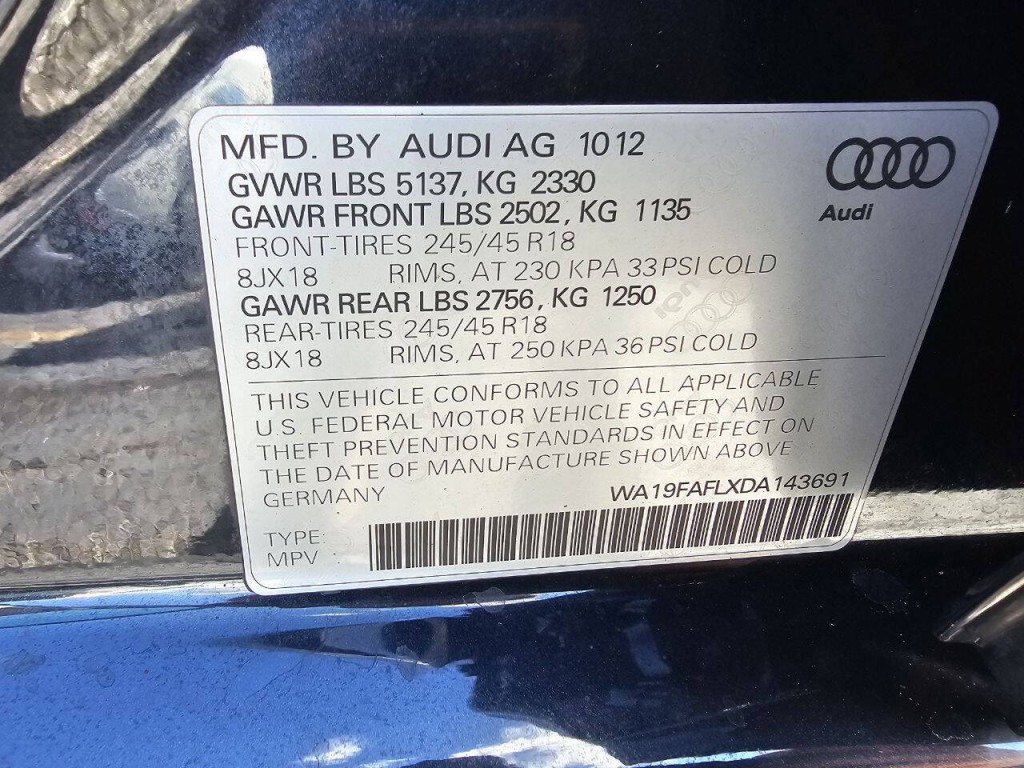 MFD. BY AUDI AG 10 12
GVWR LBS 5137, KG 2330
GAWR FRONT LBS 2502, KG 1135
FRONT-TIRES 245/45 R18
8JX18 RIMS, AT 230 KPA 33 PSI COLD
GAWR REAR LBS 2756, KG 1250
REAR-TIRES 245/45 R18
8JX18 RIMS, AT 250 KPA 36 PSI COLD
Audi
THIS VEHICLE CONFORMS TO ALL APPLICABLE
U.S. FEDERAL MOTOR VEHICLE SAFETY AND
THEFT PREVENTION STANDARDS IN EFFECT ON
THE DATE OF MANUFACTURE SHOWN ABOVE
GERMANY WA19FAFLXDA143691
TYPE:
MPV